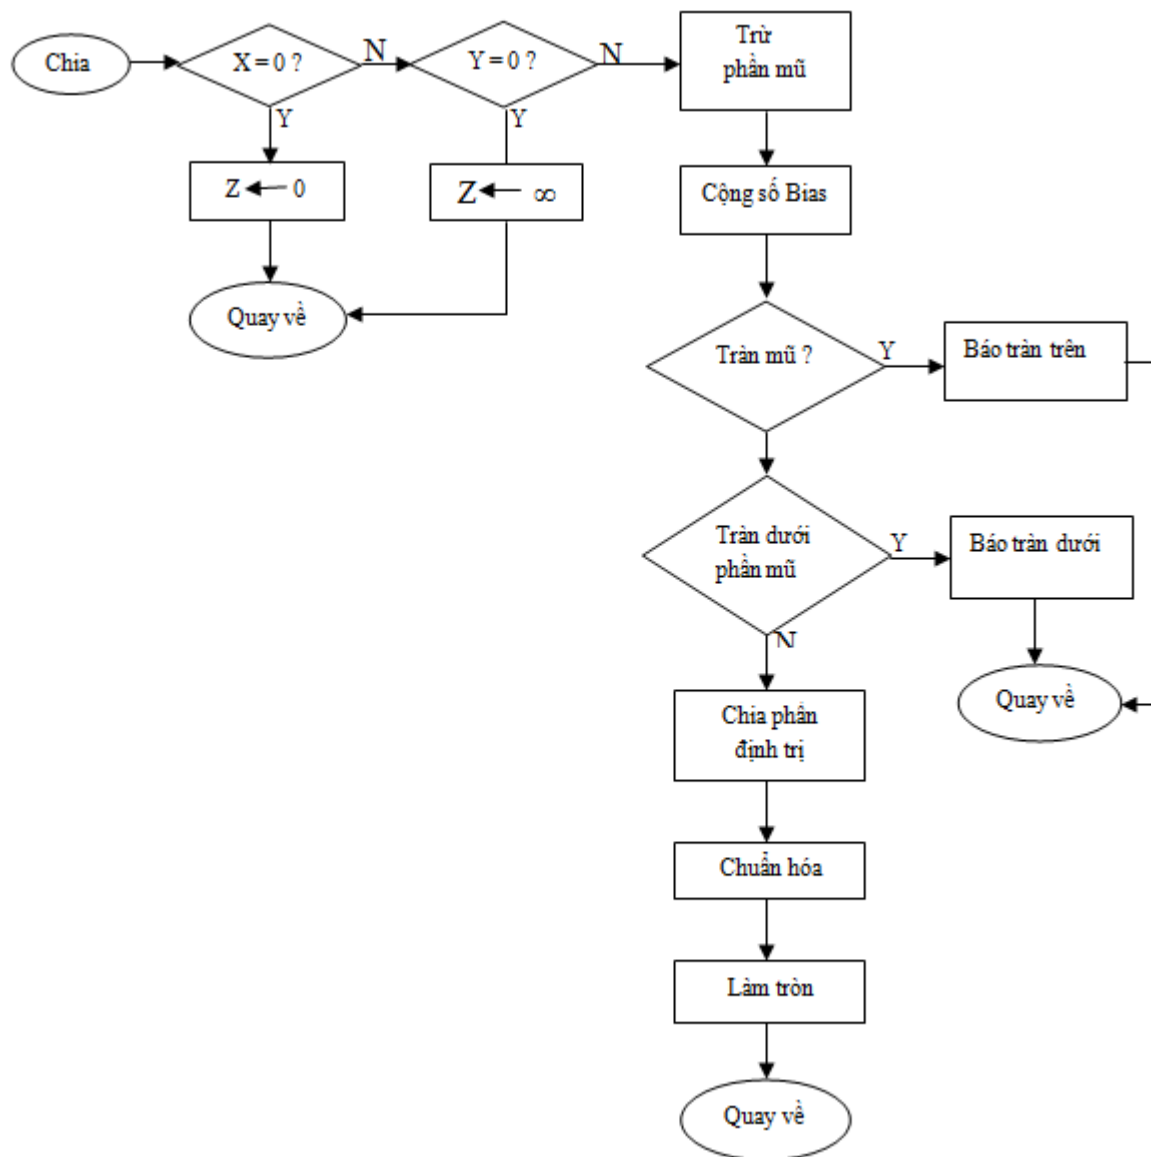 Chia
X = 0 ?
N
Y = 0 ?
N
Trừ
phần mũ
Y
Y
Z ← 0
Z ← ∞
Cộng số Bias
Quay về
Tràn mũ ?
Y
Báo tràn trên
Tràn dưới
phần mũ
Y
Báo tràn dưới
N
Chia phần
định trị
Quay về
Chuẩn hóa
Làm tròn
Quay về